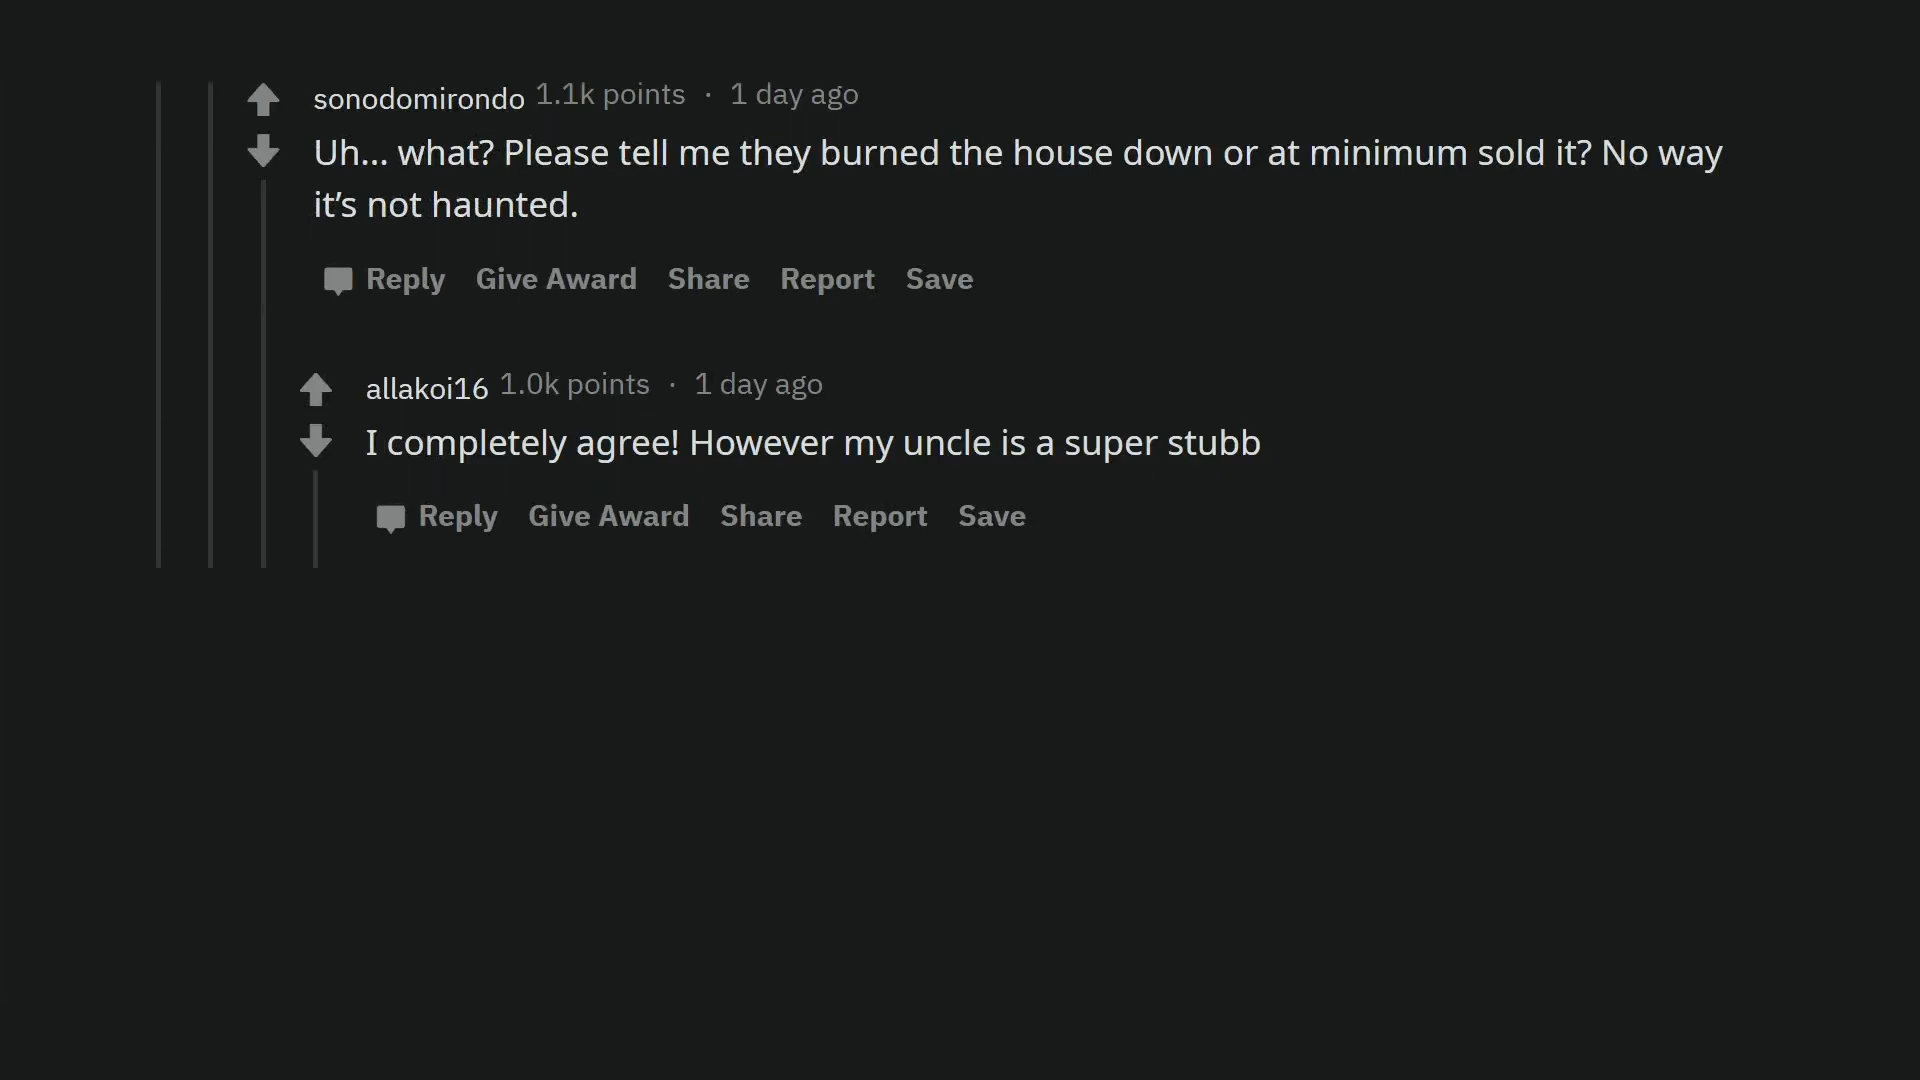 sonodomirondo 1.1k points · 1 day ago
Uh... what? Please tell me they burned the house down or at minimum sold it? No way
it’s not haunted.
Reply Give Award Share Report Save
allakoi16 1.0k points · 1 day ago
I completely agree! However my uncle is a super stubb
Reply Give Award Share Report Save